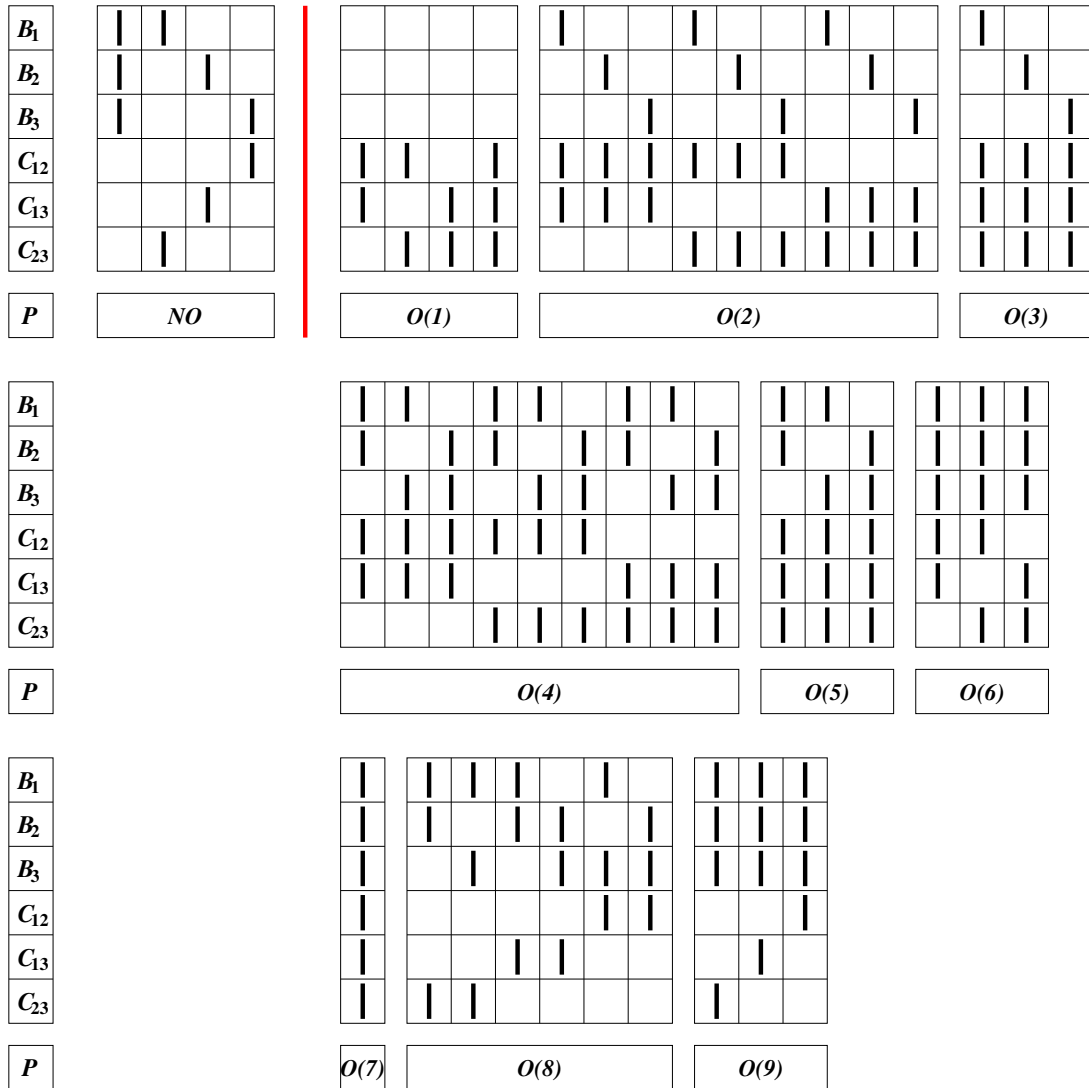 B1
B2
B3
C12
C13
C23
P NO O(1) O(2) O(3)
B1
B2
B3
C12
C13
C23
P O(4) O(5) O(6)
B1
B2
B3
C12
C13
C23
P O(7) O(8) O(9)